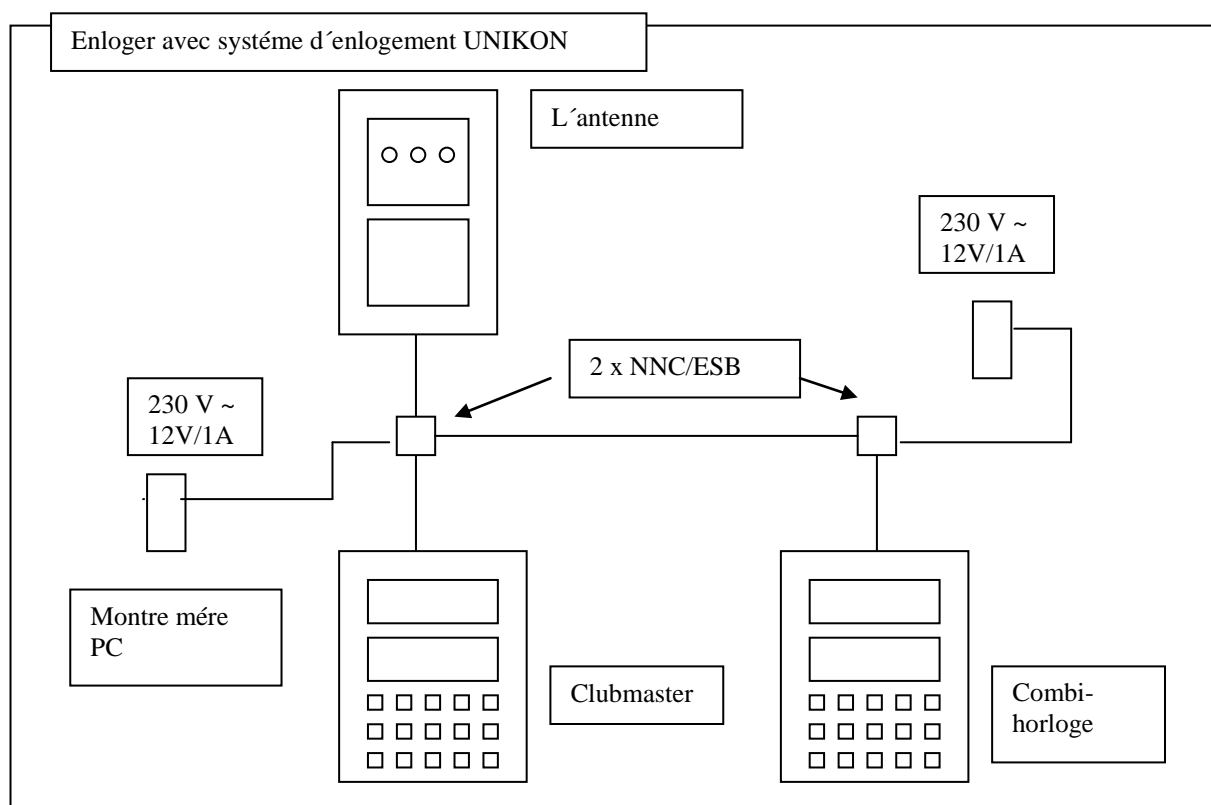 Enloger avec systéme d´enlogement UNIKON
L´antenne
230 V ~
12V/1A
2 x NNC/ESB
230 V ~
12V/1A
Montre mére
PC
Clubmaster
Combi-
horloge